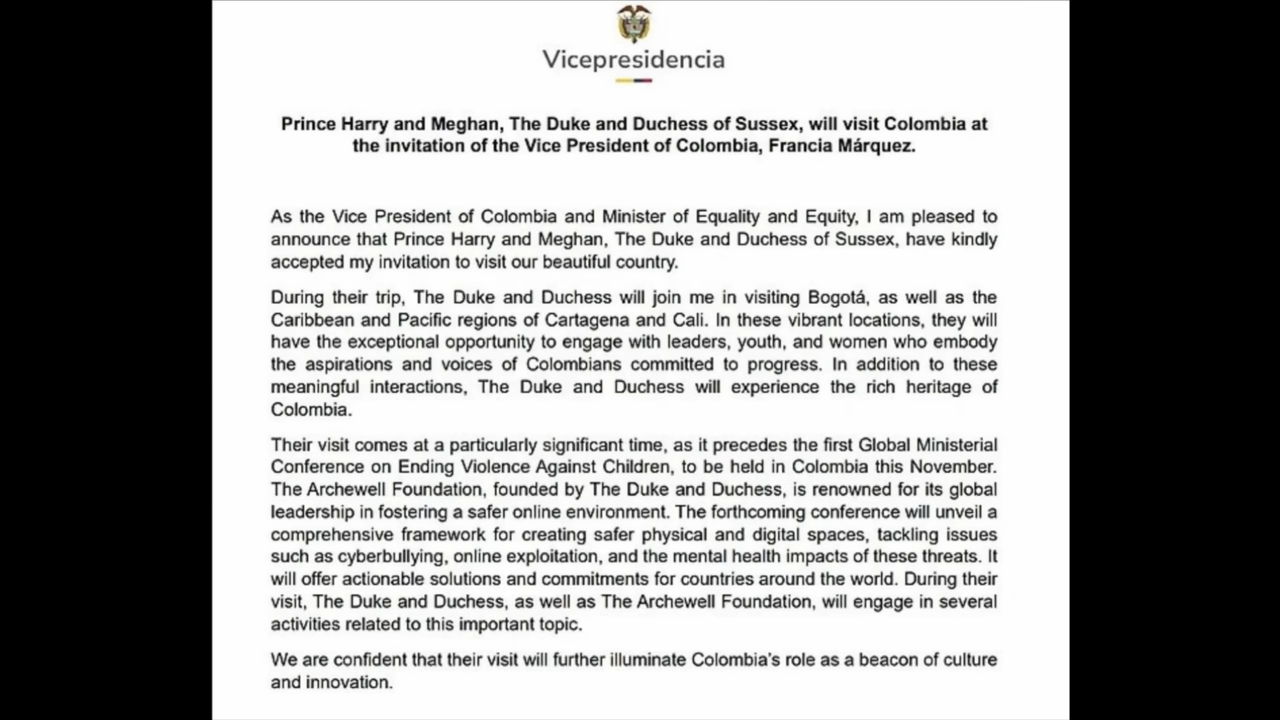 Vicepresidencia
Prince Harry and Meghan, The Duke and Duchess of Sussex, will visit Colombia at
the invitation of the Vice President of Colombia, Francia Márquez.
As the Vice President of Colombia and Minister of Equality and Equity, I am pleased to
announce that Prince Harry and Meghan, The Duke and Duchess of Sussex, have kindly
accepted my invitation to visit our beautiful country.
During their trip, The Duke and Duchess will join me in visiting Bogotá, as well as the
Caribbean and Pacific regions of Cartagena and Cali. In these vibrant locations, they will
have the exceptional opportunity to engage with leaders, youth, and women who embody
the aspirations and voices of Colombians committed to progress. In addition to these
meaningful interactions, The Duke and Duchess will experience the rich heritage of
Colombia.
Their visit comes at a particularly significant time, as it precedes the first Global Ministerial
Conference on Ending Violence Against Children, to be held in Colombia this November.
The Archewell Foundation, founded by The Duke and Duchess, is renowned for its global
leadership in fostering a safer online environment. The forthcoming conference will unveil a
comprehensive framework for creating safer physical and digital spaces, tackling issues
such as cyberbullying, online exploitation, and the mental health impacts of these threats. It
will offer actionable solutions and commitments for countries around the world. During their
visit, The Duke and Duchess, as well as The Archewell Foundation, will engage in several
activities related to this important topic.
We are confident that their visit will further illuminate Colombia's role as a beacon of culture
and innovation.